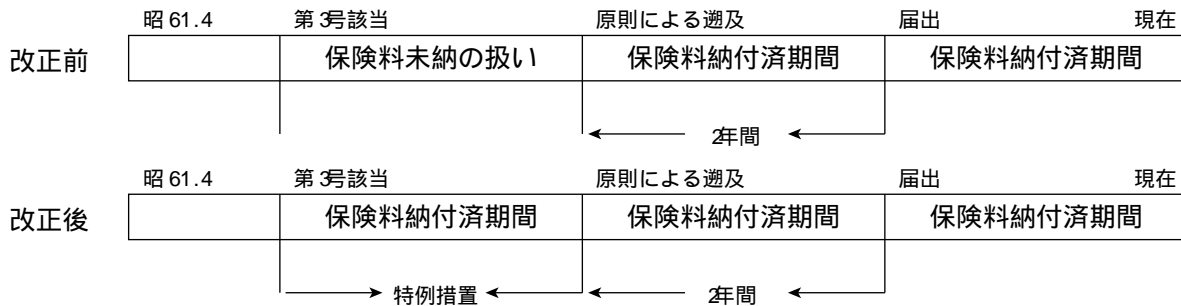 昭61.4 第3号該当 原則による遡及 届出 現在
改正前 保険料未納の扱い 保険料納付済期間 保険料納付済期間
2年間
昭61.4 第3号該当 原則による遡及 届出 現在
改正後 保険料納付済期間 保険料納付済期間 保険料納付済期間
特例措置 2年間